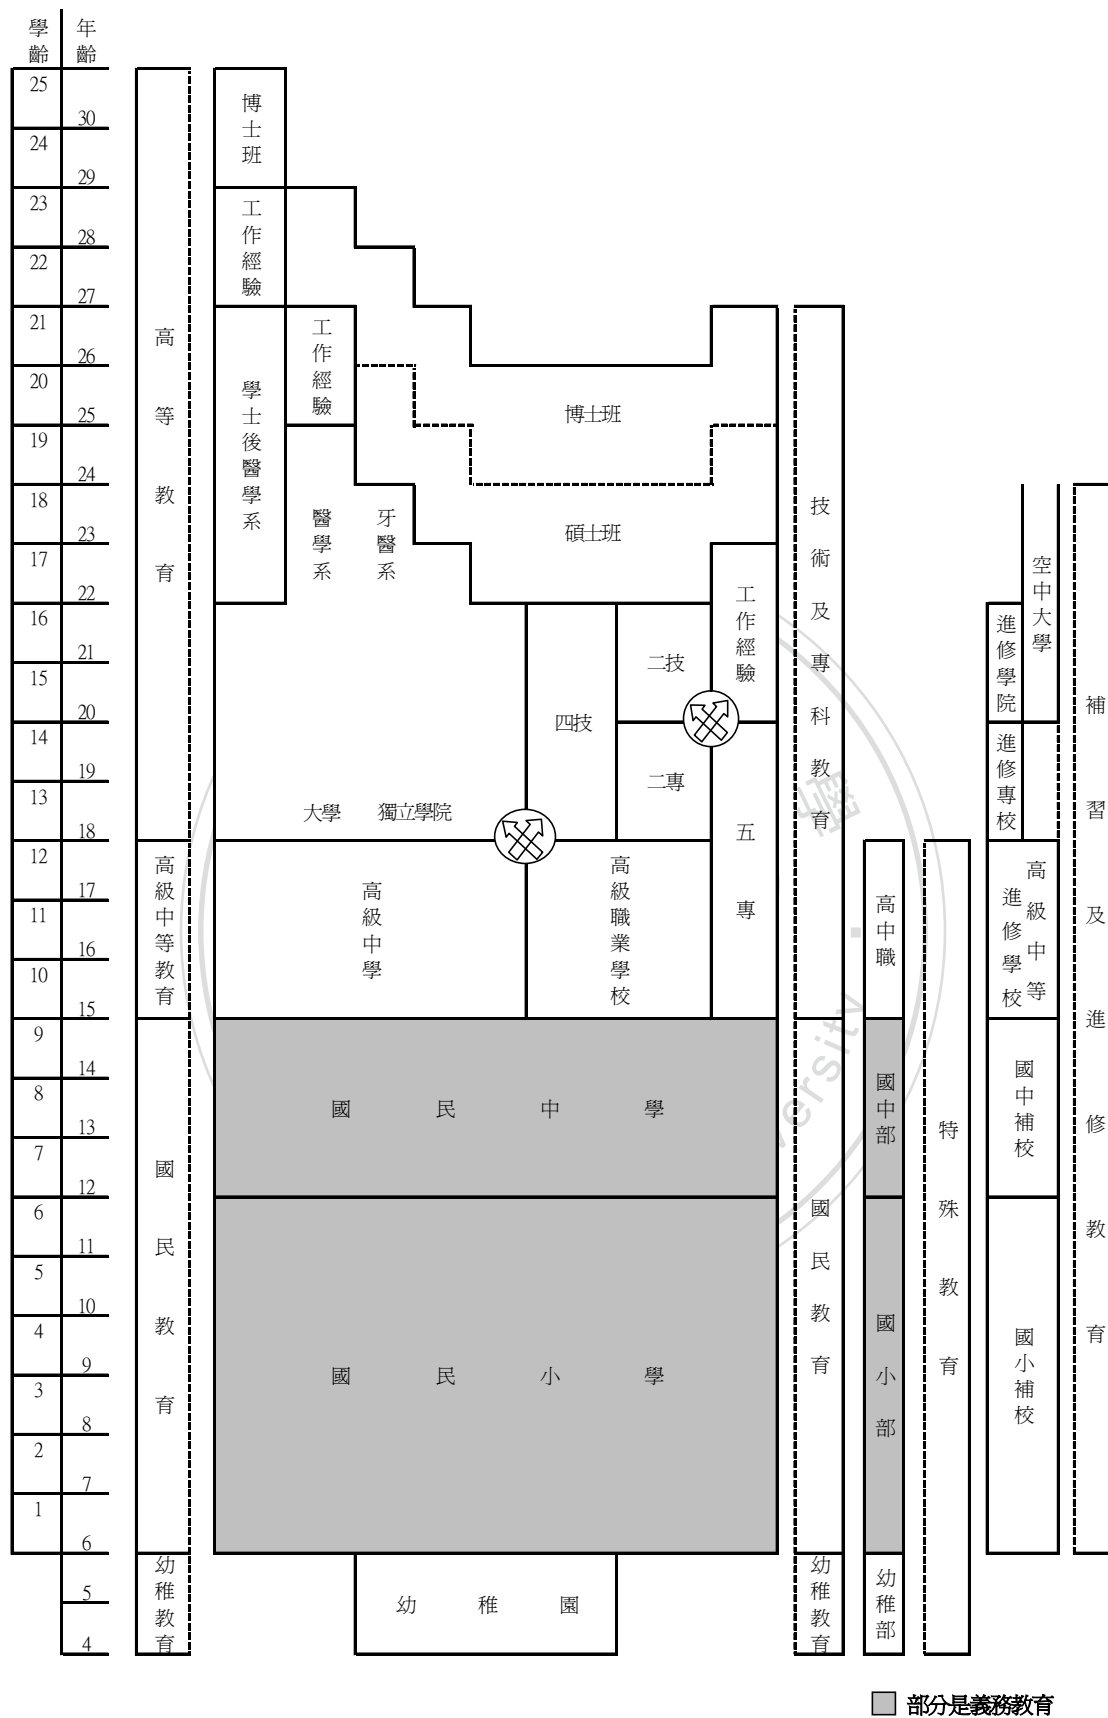 學齡
年齡
25
30
24
29
23
28
22
27
21
26
20
25
19
24
18
23
17
22
16
21
15
20
14
19
13
18
12
17
11
16
10
15
9
14
8
13
7
12
6
11
5
10
4
9
3
8
2
7
1
6
5
4
高等教育
高級中等教育
國民教育
幼稚教育
博士班
工作經驗
學士後醫學系
工作經驗
醫學系
牙醫系
博士班
碩士班
工作經驗
二技
四技
二專
五專
大學
獨立學院
高級中學
高級職業學校
國民中學
國民小學
幼稚園
技術及專科教育
國民教育
幼稚教育
高中職
國中部
國小部
幼稚部
特殊教育
空中大學
進修學院
進修專校
高級中等
進修學校
國中補校
國小補校
補習及進修教育
學
versity
部分是義務教育